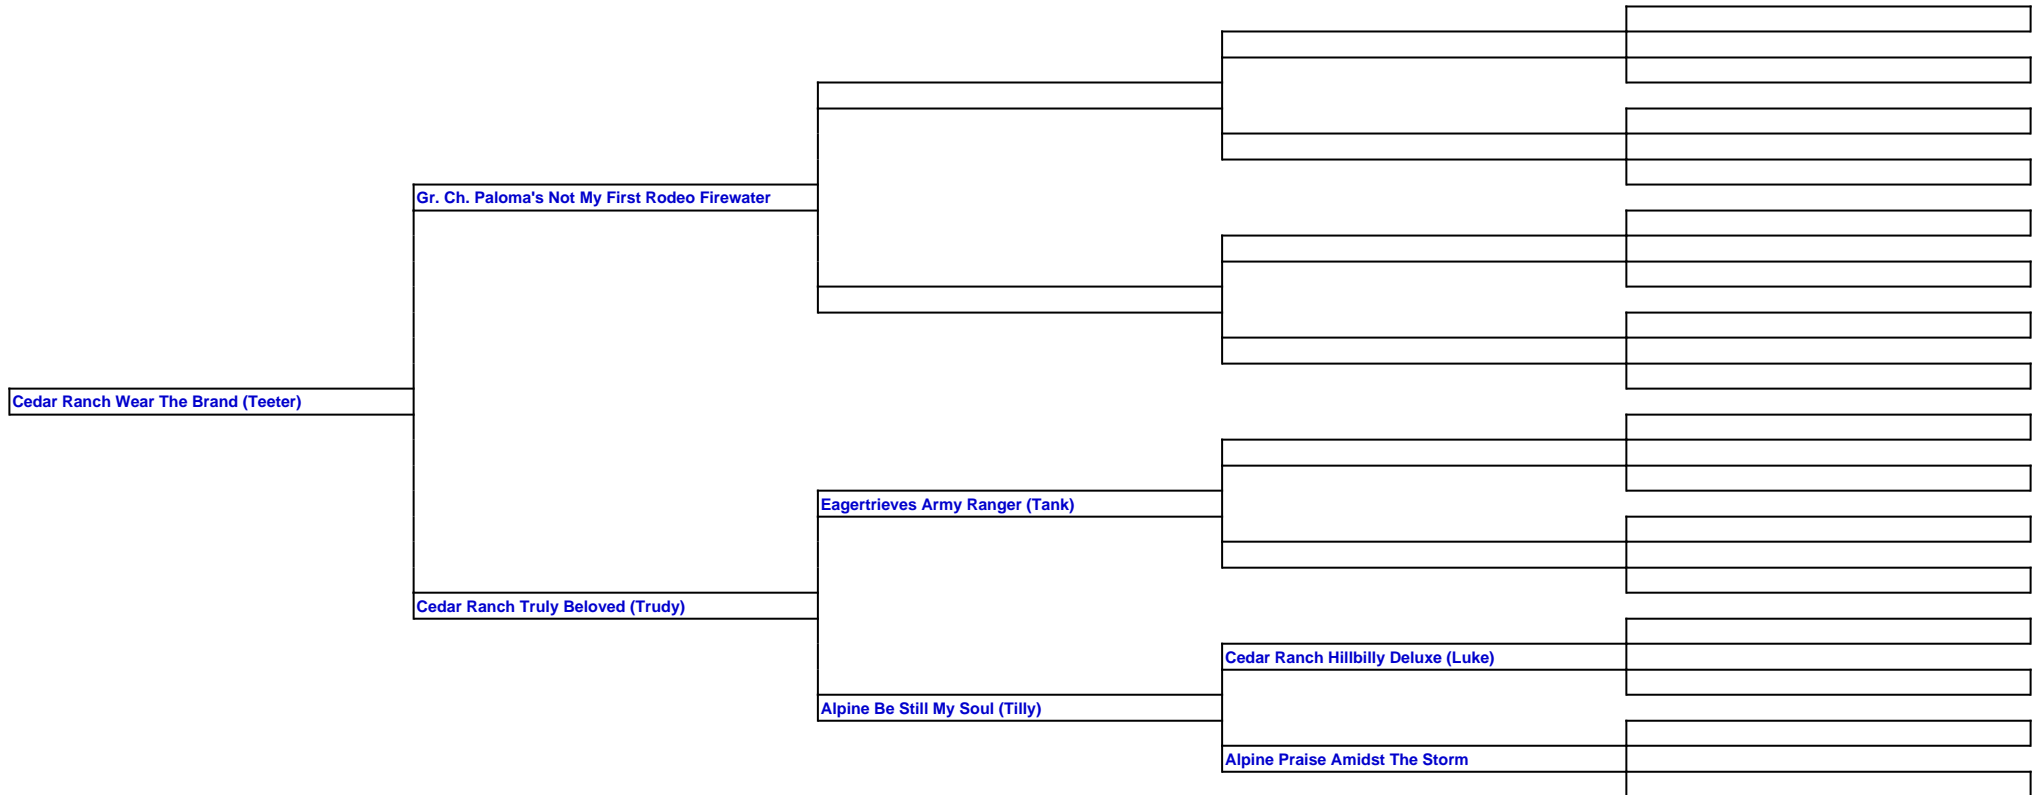 Gr. Ch. Paloma's Not My First Rodeo Firewater
Cedar Ranch Wear The Brand (Teeter)
Eagertrieves Army Ranger (Tank)
Cedar Ranch Truly Beloved (Trudy)
Cedar Ranch Hillbilly Deluxe (Luke)
Alpine Be Still My Soul (Tilly)
Alpine Praise Amidst The Storm